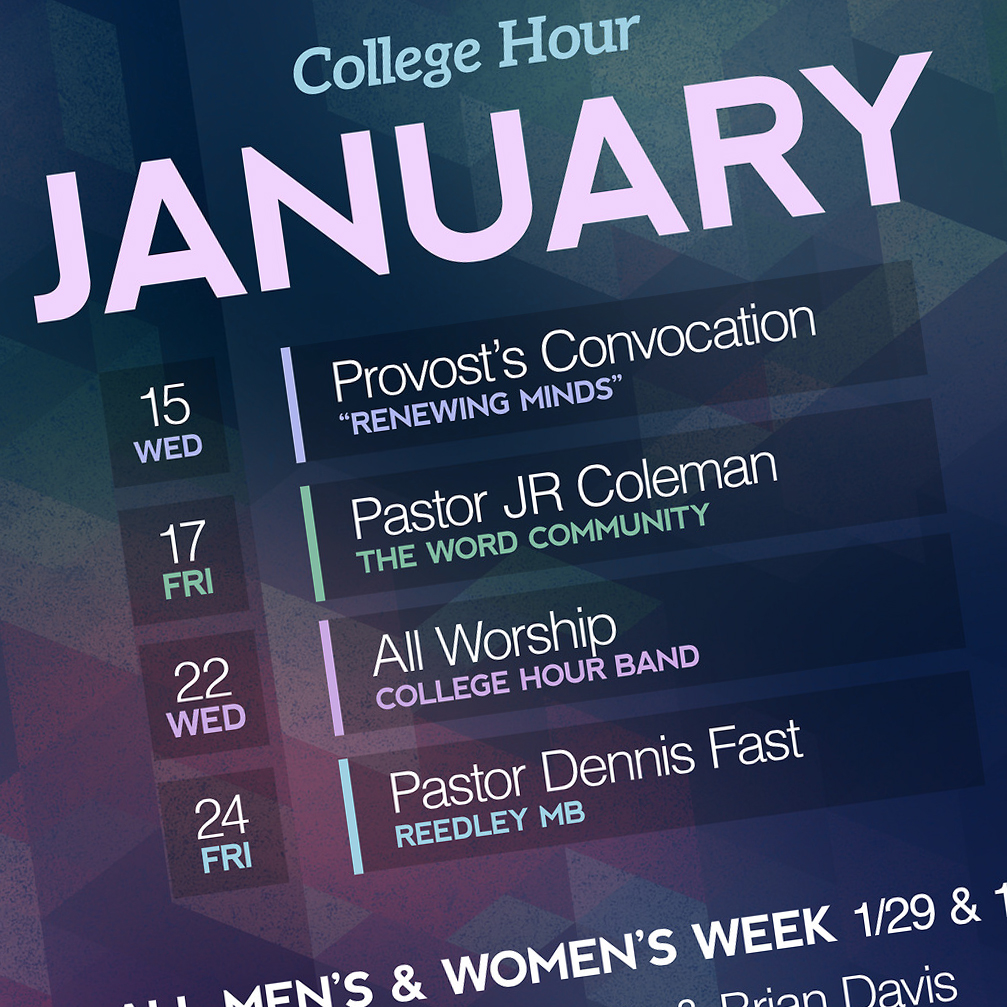 College Hour
JANUARY
15
WED
Provost's Convocation
“RENEWING MINDS”
17
FRI
Pastor JR Coleman
THE WORD COMMUNITY
22
WED
All Worship
COLLEGE HOUR BAND
24
FRI
Pastor Dennis Fast
REEDLEY MB
ALL MEN'S & WOMEN'S WEEK 1/29 &
& Brian Davis